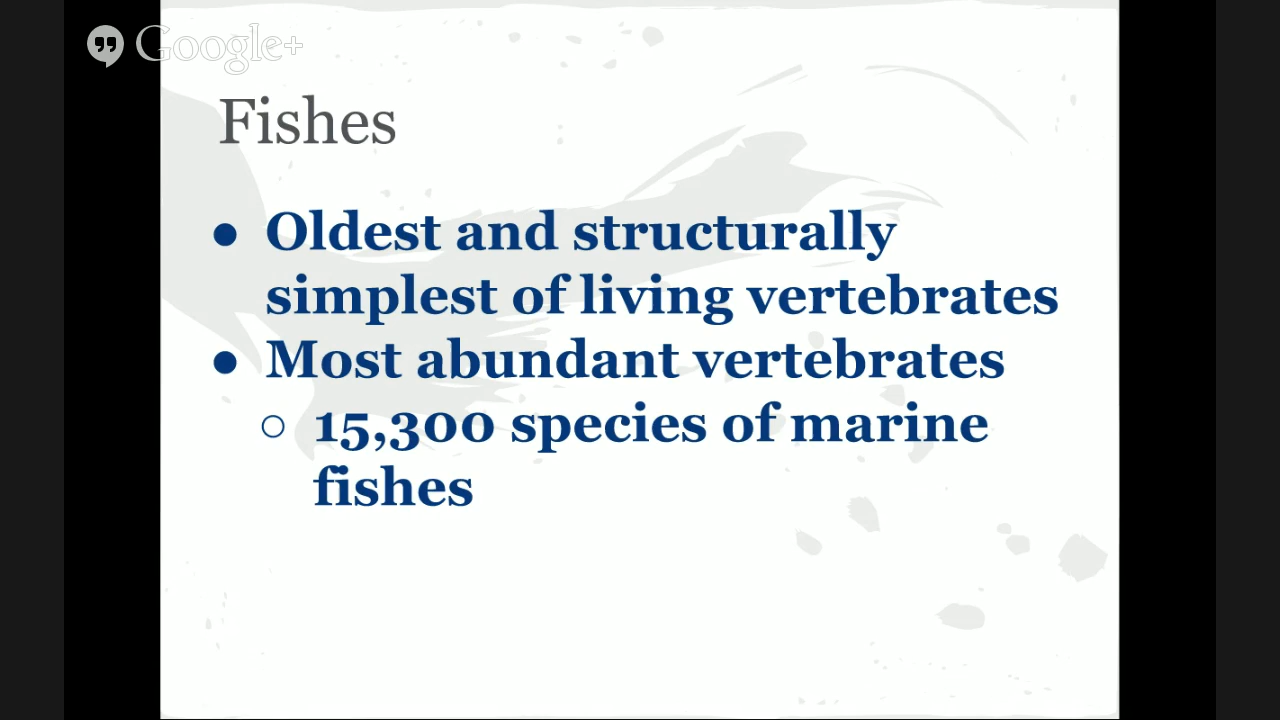 Google+
Fishes
● Oldest and structurally
simplest of living vertebrates
● Most abundant vertebrates
○ 15,300 species of marine
fishes